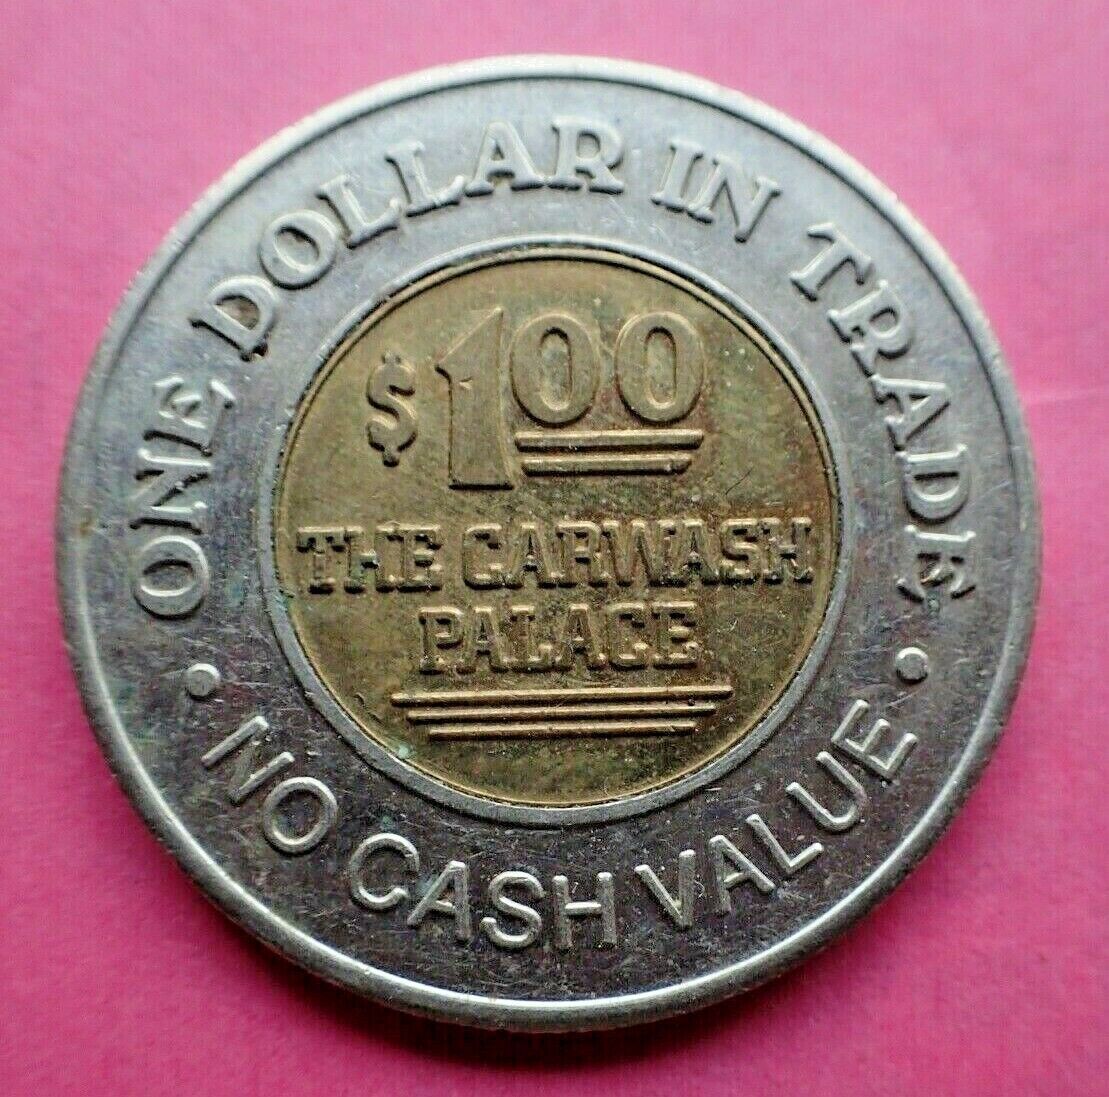 ONE DOLLAR IN TRADE
$1.00
THE CARWASH
PALACE
• NO CASH VALUE •